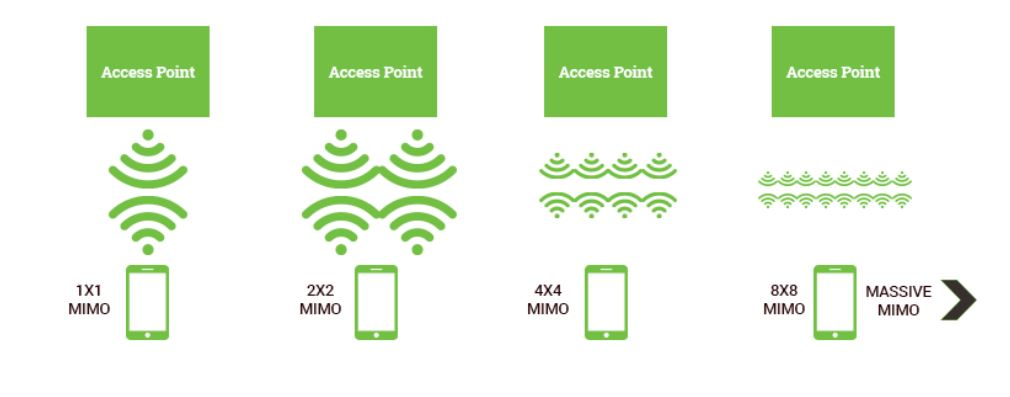 Access Point
Access Point
Access Point
Access Point
1X1
MIMO
2X2
MIMO
4X4
MIMO
8X8
MIMO
MASSIVE
MIMO